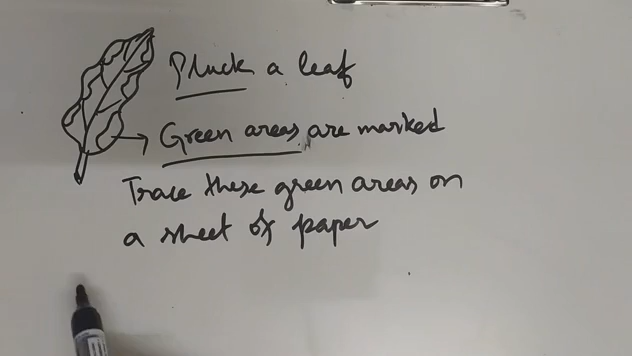 Pluck a leaf
Green areas are marked
Trace these green areas on
a sheet of paper